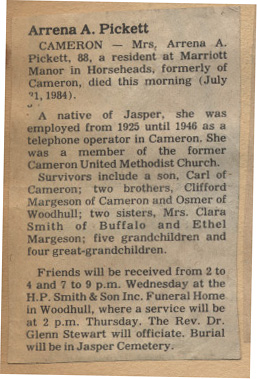 Arrena A. Pickett
CAMERON — Mrs, Arrena A.
Pickett, 88, a resident at Marriott
Manor in Horseheads, formerly of
Cameron, died this morning (July
21, 1984).
A native of Jasper, she was
employed from 1925 until 1946 as a
telephone operator in Cameron. She
was a member of the former
Cameron United Methodist Church.
Survivors include a son, Carl of
Cameron; two brothers, Clifford
Margeson of Cameron and Osmer of
Woodhull; two sisters, Mrs. Clara
Smith of Buffalo and Ethel
Margeson; five grandchildren and
four great-grandchildren.
Friends will be received from 2 to
4 and 7 to 9 p.m. Wednesday at the
H.P. Smith & Son Inc. Funeral Home
in Woodhull, where a service will be
at 2 p.m. Thursday. The Rev. Dr.
Glenn Stewart will officiate. Burial
will be in Jasper Cemetery.